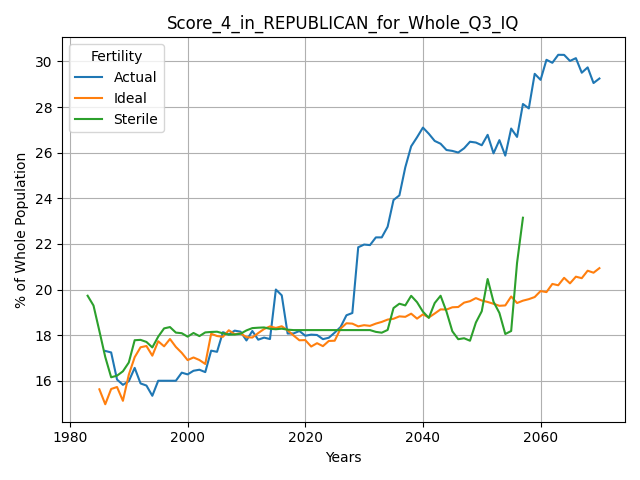 Score_4_in_REPUBLICAN_for_Whole_Q3_IQ
Fertility
Actual
Ideal
Sterile
% of Whole Population
30
28
26
24
22
20
18
16
1980
2000
2020
2040
2060
Years